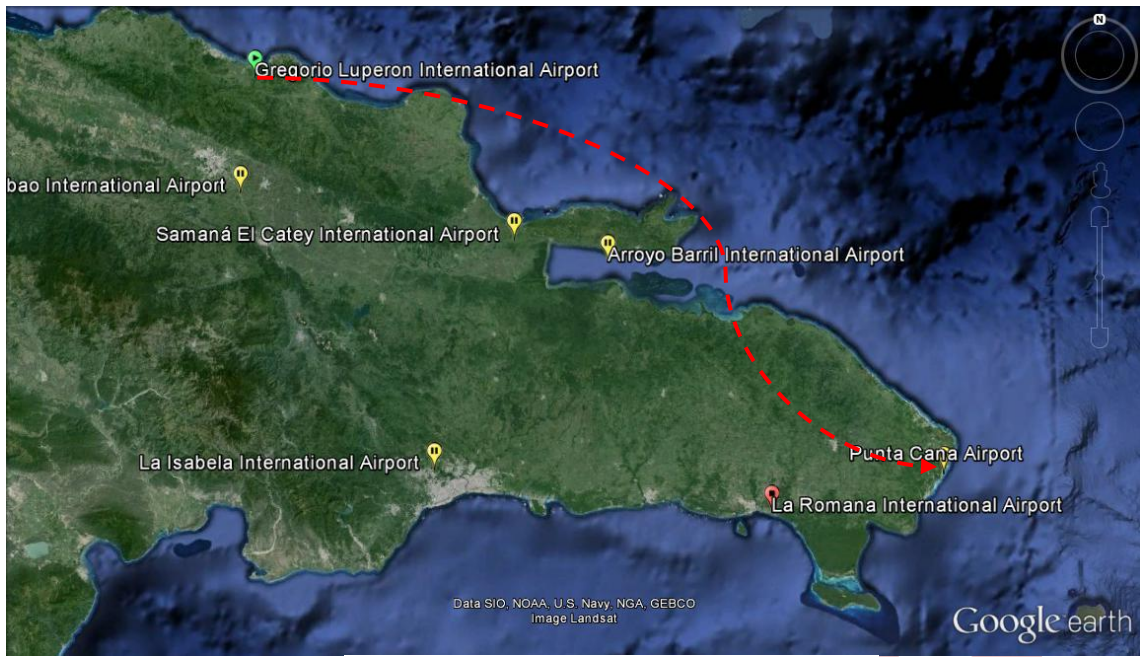 N
Gregorio Luperon International Airport
bao International Airport
Samaná El Catey International Airport
Arroyo Barril International Airport
La Isabela International Airport
Punta Cana Airport
La Romana International Airport
Data SIO, NOAA, U.S. Navy, NGA, GEBCO
Image Landsat
Google earth